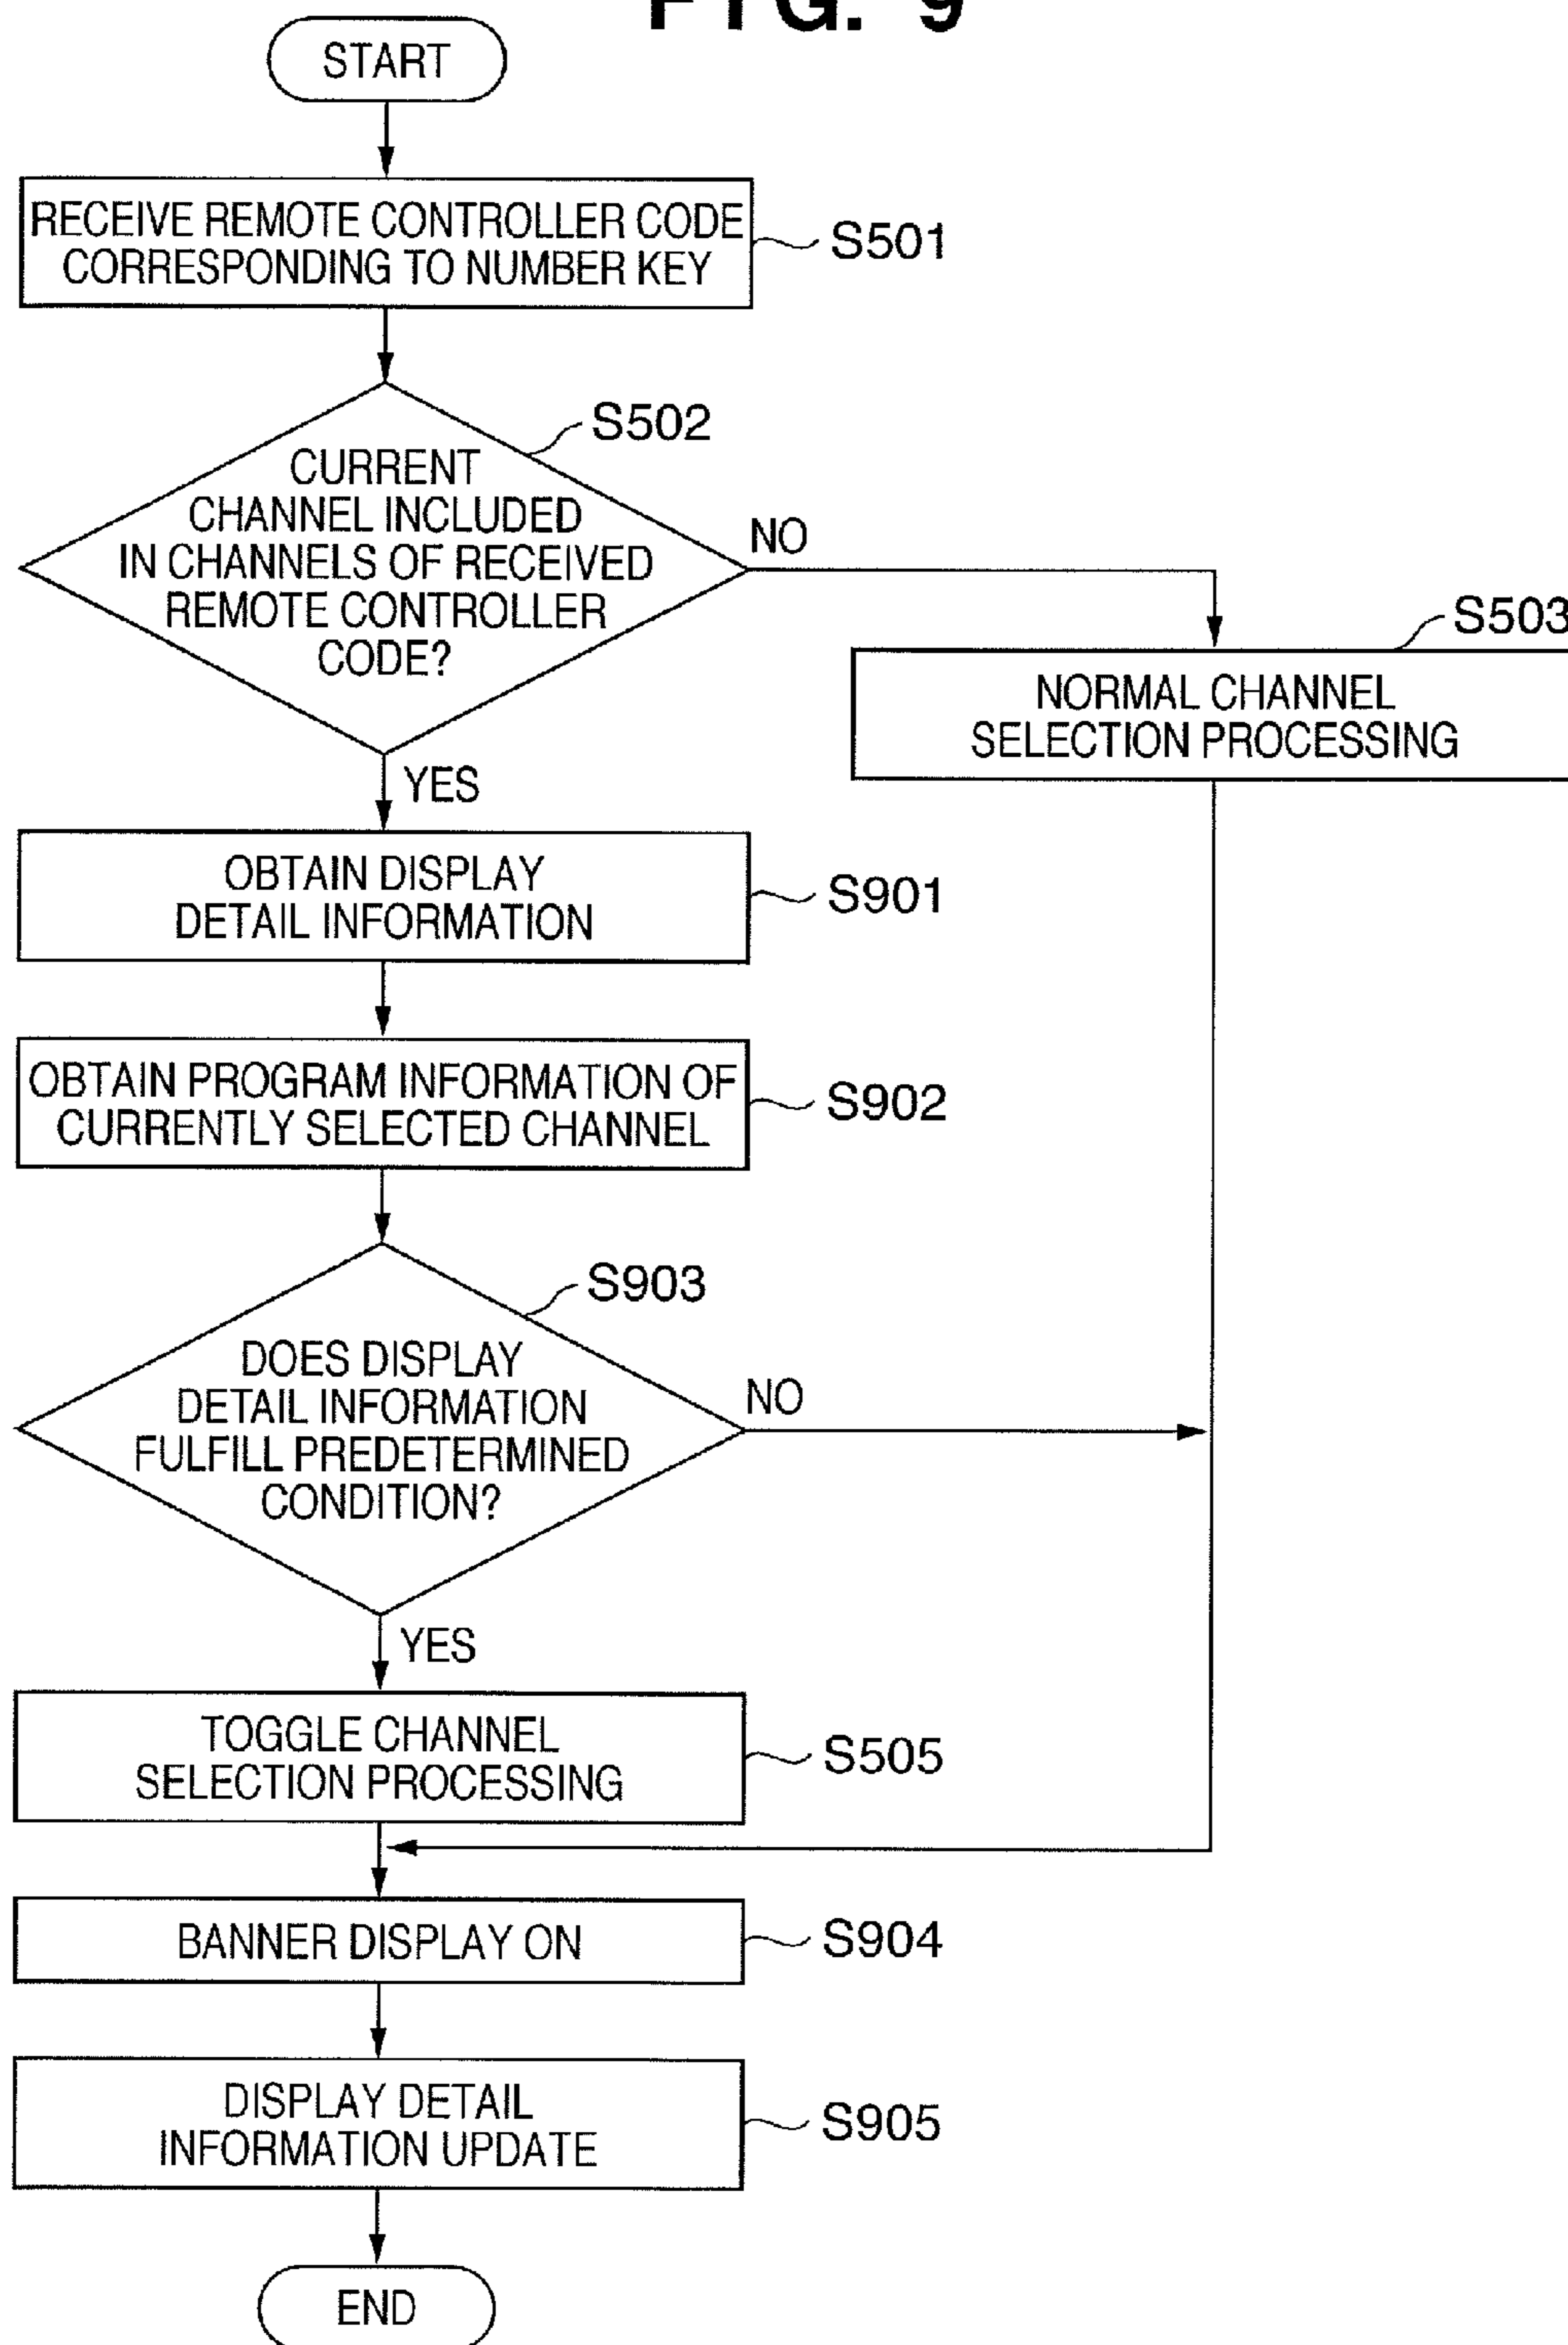 FIG. 9
START
RECEIVE REMOTE CONTROLLER CODE
CORRESPONDING TO NUMBER KEY
S501
S502
CURRENT
CHANNEL INCLUDED
IN CHANNELS OF RECEIVED
REMOTE CONTROLLER
CODE?
NO
S503
NORMAL CHANNEL
SELECTION PROCESSING
YES
OBTAIN DISPLAY
DETAIL INFORMATION
S901
OBTAIN PROGRAM INFORMATION OF
CURRENTLY SELECTED CHANNEL
S902
S903
DOES DISPLAY
DETAIL INFORMATION
FULFILL PREDETERMINED
CONDITION?
NO
YES
TOGGLE CHANNEL
SELECTION PROCESSING
S505
BANNER DISPLAY ON
S904
DISPLAY DETAIL
INFORMATION UPDATE
S905
END